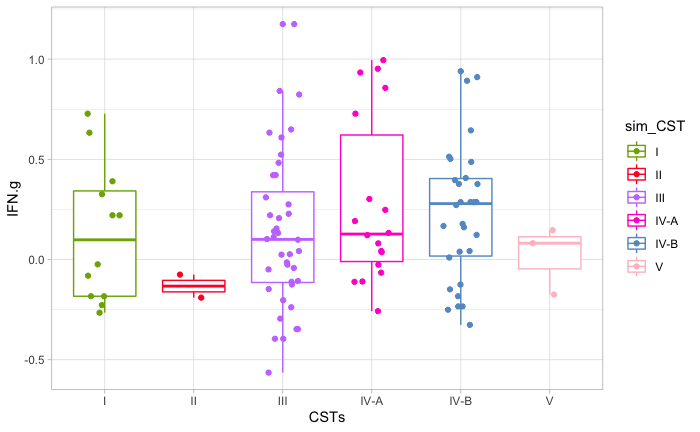 IFN.g
1.0
0.5
0.0
-0.5
I II III IV-A IV-B V
CSTs
sim_CST
I
II
III
IV-A
IV-B
V